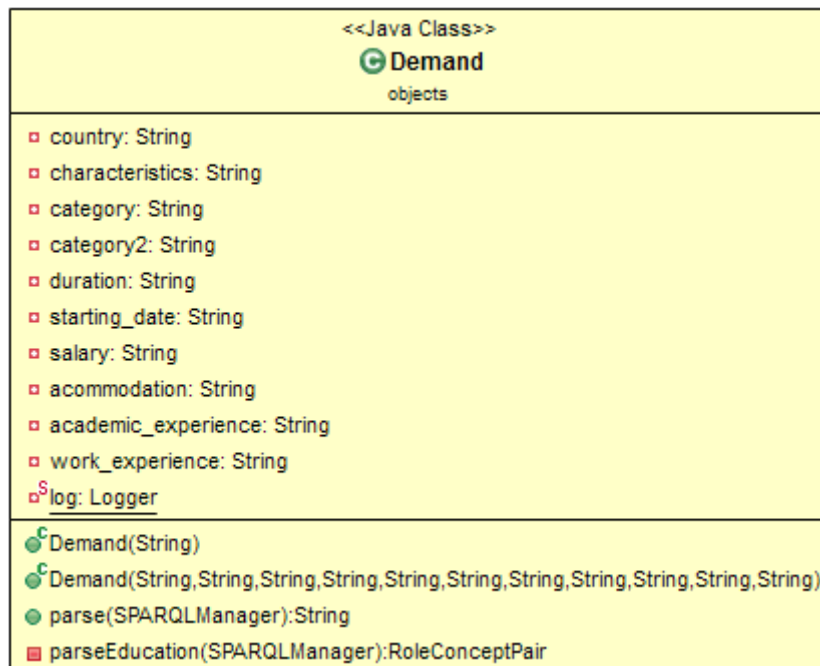 <<Java Class>>
C Demand
objects
country: String
characteristics: String
category: String
category2: String
duration: String
starting_date: String
salary: String
acommodation: String
academic_experience: String
work_experience: String
S log: Logger
C Demand(String)
C Demand(String,String,String,String,String,String,String,String,String,String,String)
parse(SPARQLManager):String
parseEducation(SPARQLManager):RoleConceptPair